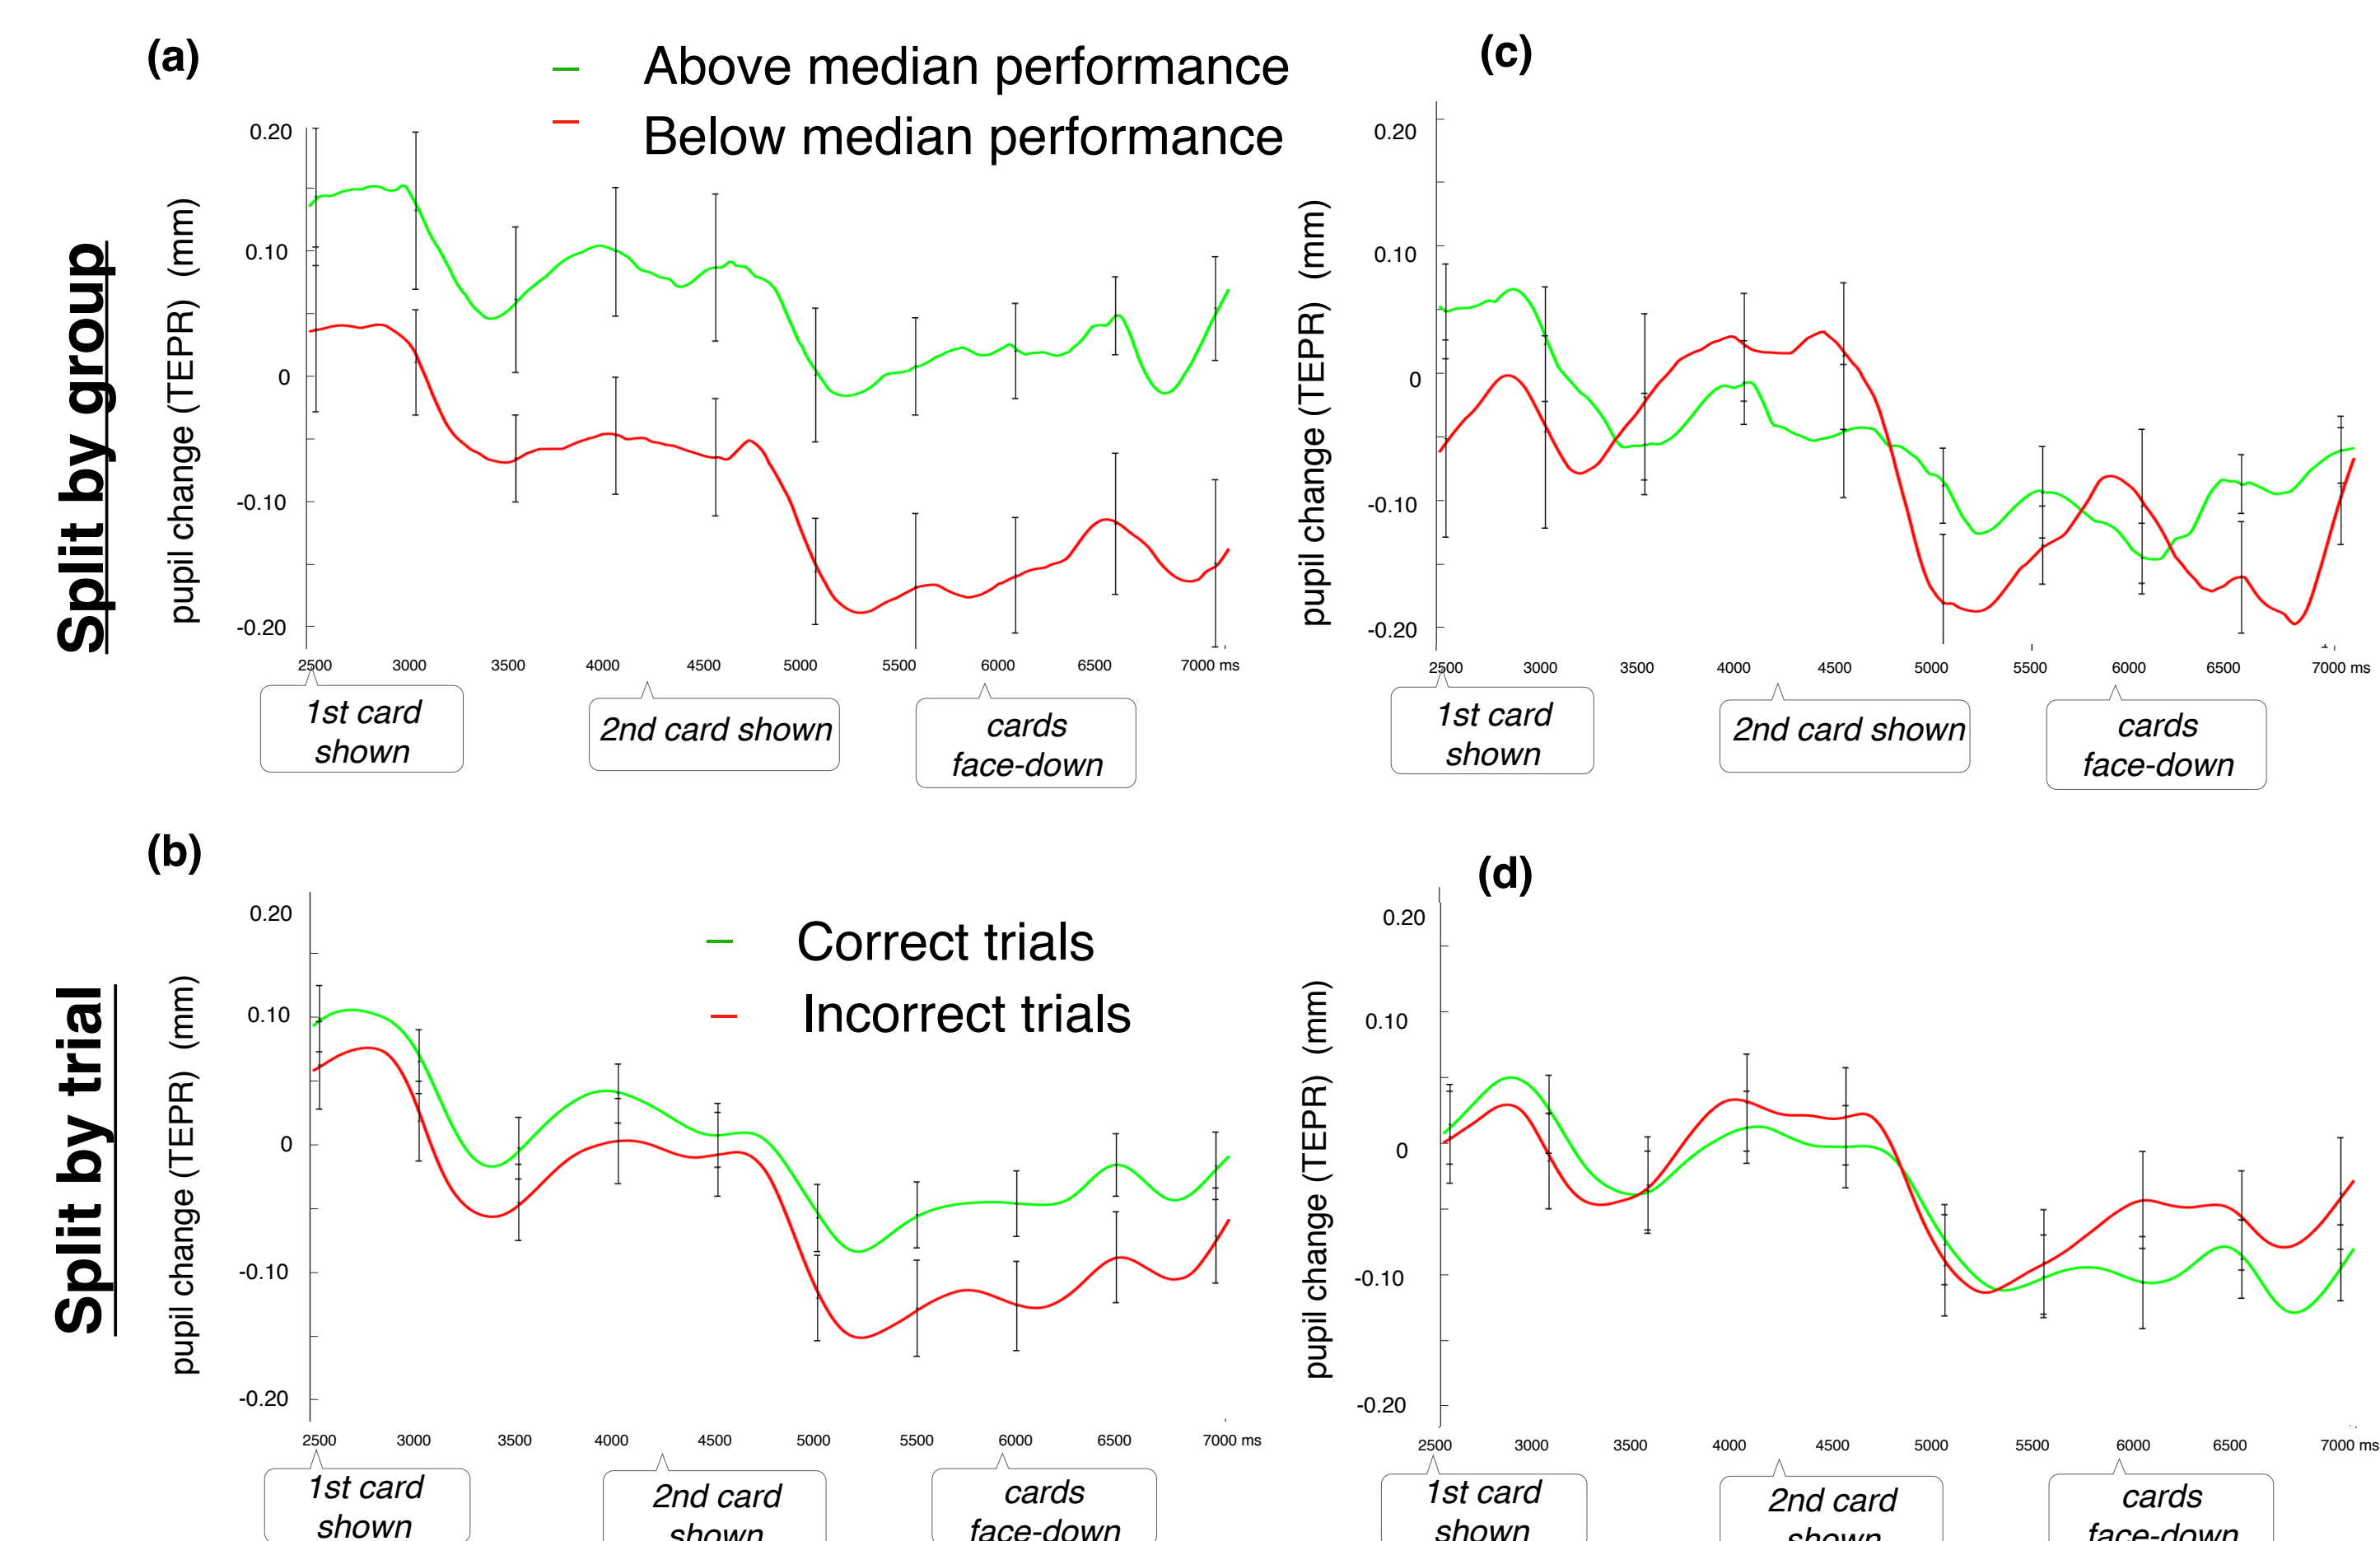 (a)
Above median performance
Below median performance
Split by group
pupil change (TEPR) (mm)
0.20
0.10
0
-0.10
-0.20
2500 3000 3500 4000 4500 5000 5500 6000 6500 7000 ms
1st card
shown
2nd card shown
cards
face-down
(c)
pupil change (TEPR) (mm)
0.20
0.10
0
-0.10
-0.20
2500 3000 3500 4000 4500 5000 5500 6000 6500 7000 ms
1st card
shown
2nd card shown
cards
face-down
(b)
Correct trials
Incorrect trials
Split by trial
pupil change (TEPR) (mm)
0.20
0.10
0
-0.10
-0.20
2500 3000 3500 4000 4500 5000 5500 6000 6500 7000 ms
1st card
shown
2nd card
shown
cards
face-down
(d)
pupil change (TEPR) (mm)
0.20
0.10
0
-0.10
-0.20
2500 3000 3500 4000 4500 5000 5500 6000 6500 7000 ms
1st card
shown
2nd card
shown
cards
face-down